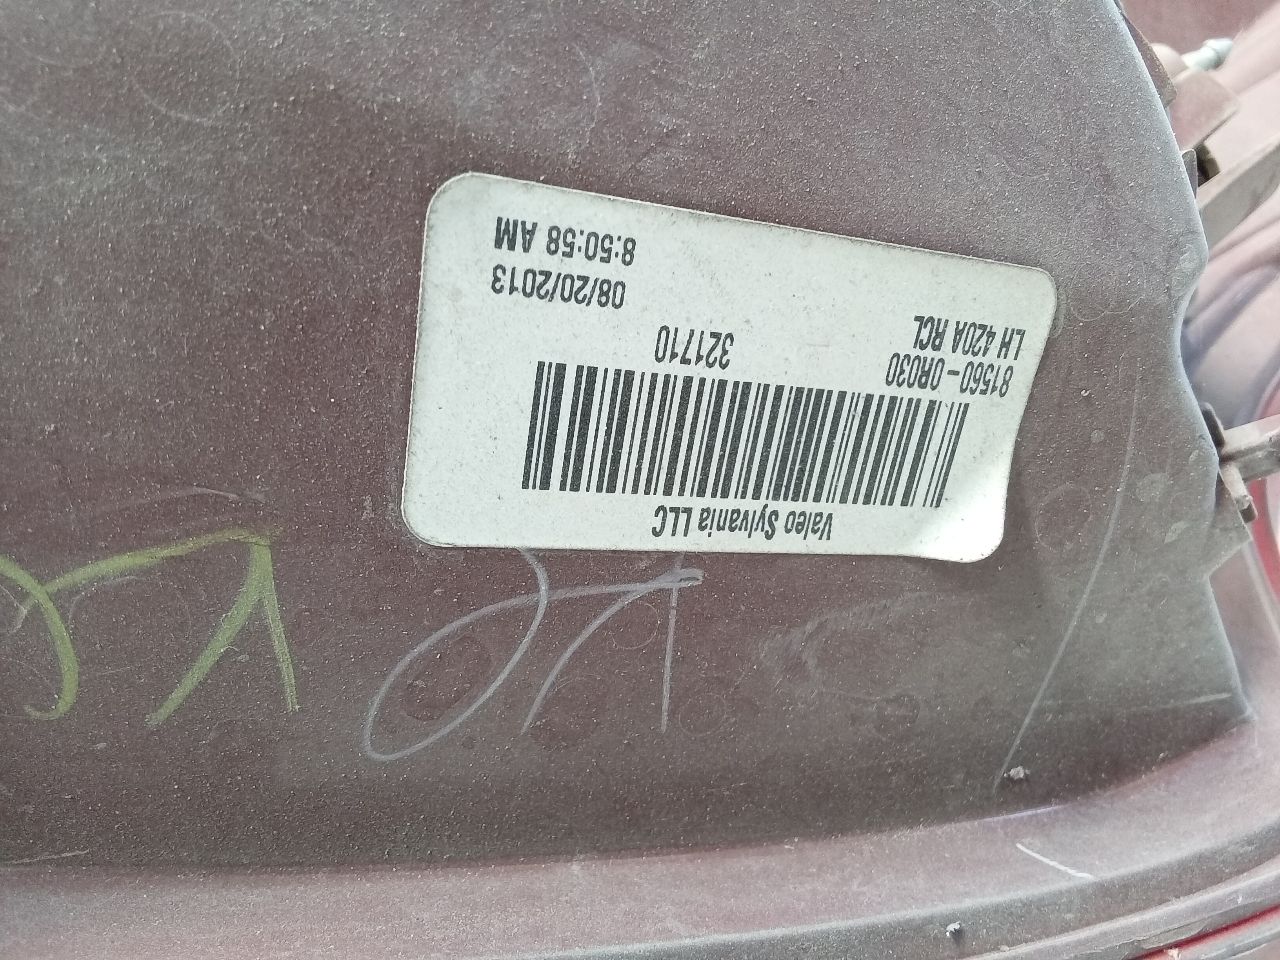 Valeo Sylvania LLC
81560-0R030
321710
LH 420A RCL
08/20/2013
8:50:58 AM